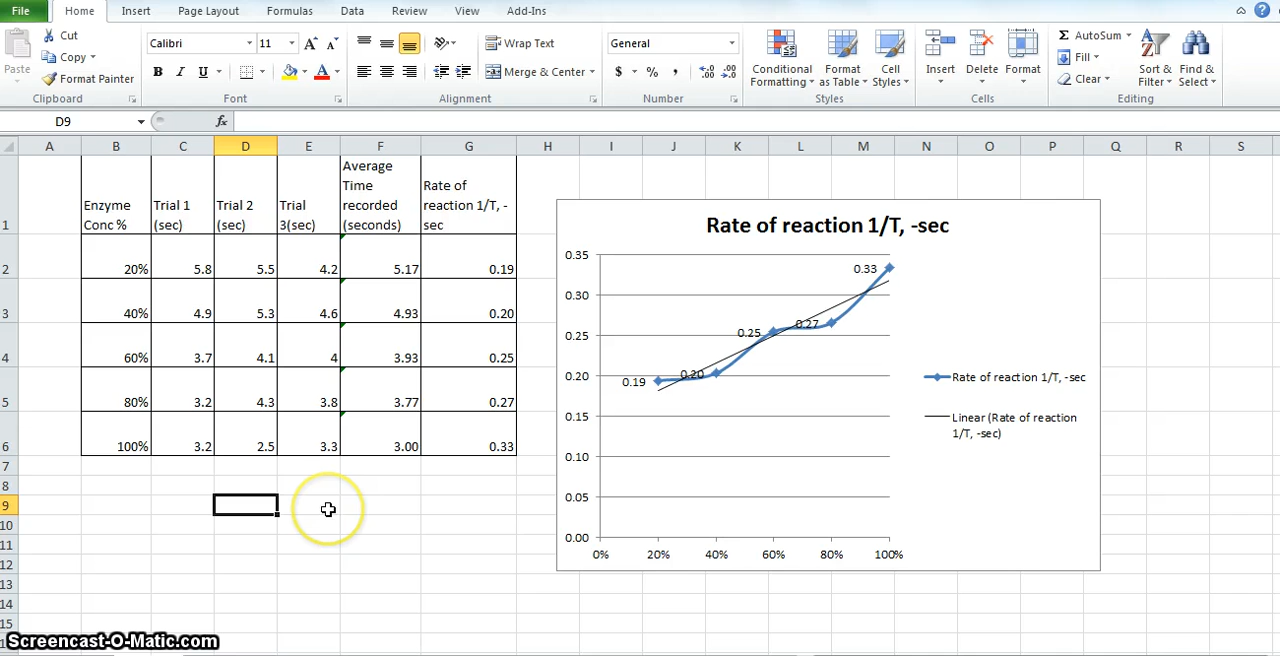 File Home Insert Page Layout Formulas Data Review View Add-Ins
Cut
Copy
Format Painter
Paste
Clipboard
Calibri 11
B I U
Font
Wrap Text
Merge & Center
Alignment
General
$ % ,
Number
Conditional Formatting
Format as Table
Cell Styles
Styles
Insert Delete Format
Cells
AutoSum
Fill
Clear
Sort & Filter
Find & Select
Editing
D9 fx
A B C D E F G H I J K L M N O P Q R S
1
Enzyme Conc %
Trial 1 (sec)
Trial 2 (sec)
Trial 3(sec)
Average Time recorded (seconds)
Rate of reaction 1/T, -sec
2 20% 5.8 5.5 4.2 5.17 0.19
3 40% 4.9 5.3 4.6 4.93 0.20
4 60% 3.7 4.1 4 3.93 0.25
5 80% 3.2 4.3 3.8 3.77 0.27
6 100% 3.2 2.5 3.3 3.00 0.33
7
8
9
10
11
12
13
14
15
Rate of reaction 1/T, -sec
0.35
0.30
0.25
0.20
0.15
0.10
0.05
0.00
0.19
0.20
0.25
0.27
0.33
0% 20% 40% 60% 80% 100%
Rate of reaction 1/T, -sec
Linear (Rate of reaction
1/T, -sec)
Screencast-O-Matic.com